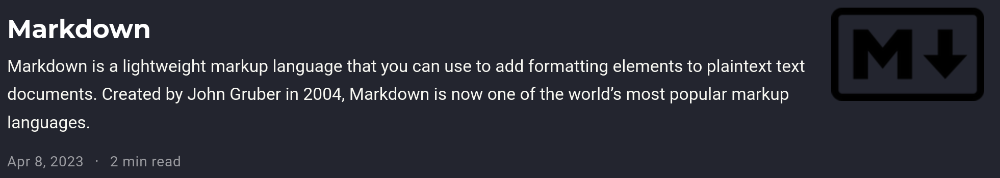 Markdown
Markdown is a lightweight markup language that you can use to add formatting elements to plaintext text
documents. Created by John Gruber in 2004, Markdown is now one of the world’s most popular markup
languages.
Apr 8, 2023 · 2 min read
M